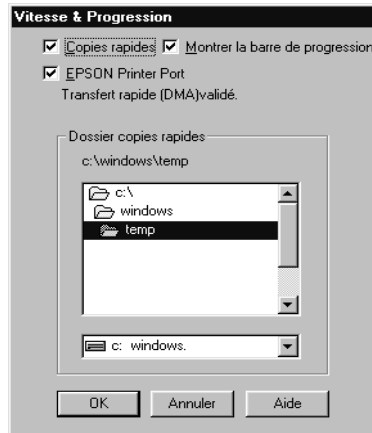 Vitesse & Progression
Copies rapides Montrer la barre de progression
EPSON Printer Port
Transfert rapide (DMA)validé.
Dossier copies rapides
c:\windows\temp
c:\
windows
temp
c: windows.
OK Annuler Aide